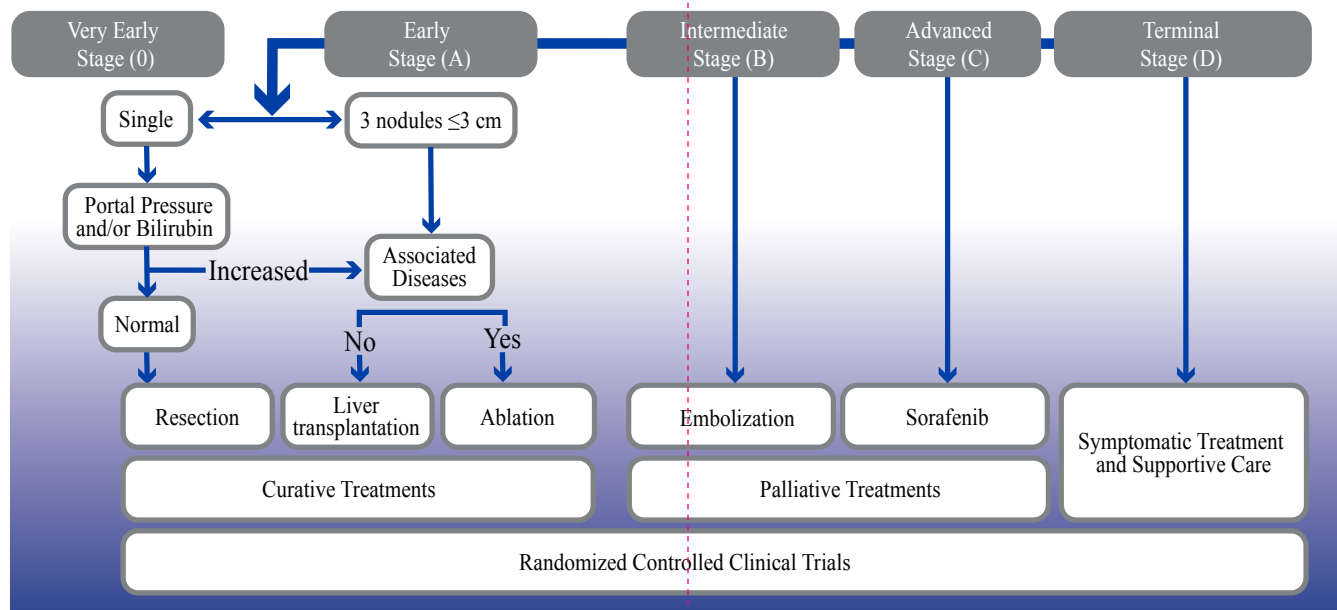 Very Early
Stage (0)
Early
Stage (A)
Intermediate
Stage (B)
Advanced
Stage (C)
Terminal
Stage (D)
Single
3 nodules ≤3 cm
Portal Pressure
and/or Bilirubin
Increased
Associated
Diseases
Normal
No
Yes
Resection
Liver
transplantation
Ablation
Embolization
Sorafenib
Symptomatic Treatment
and Supportive Care
Curative Treatments
Palliative Treatments
Randomized Controlled Clinical Trials